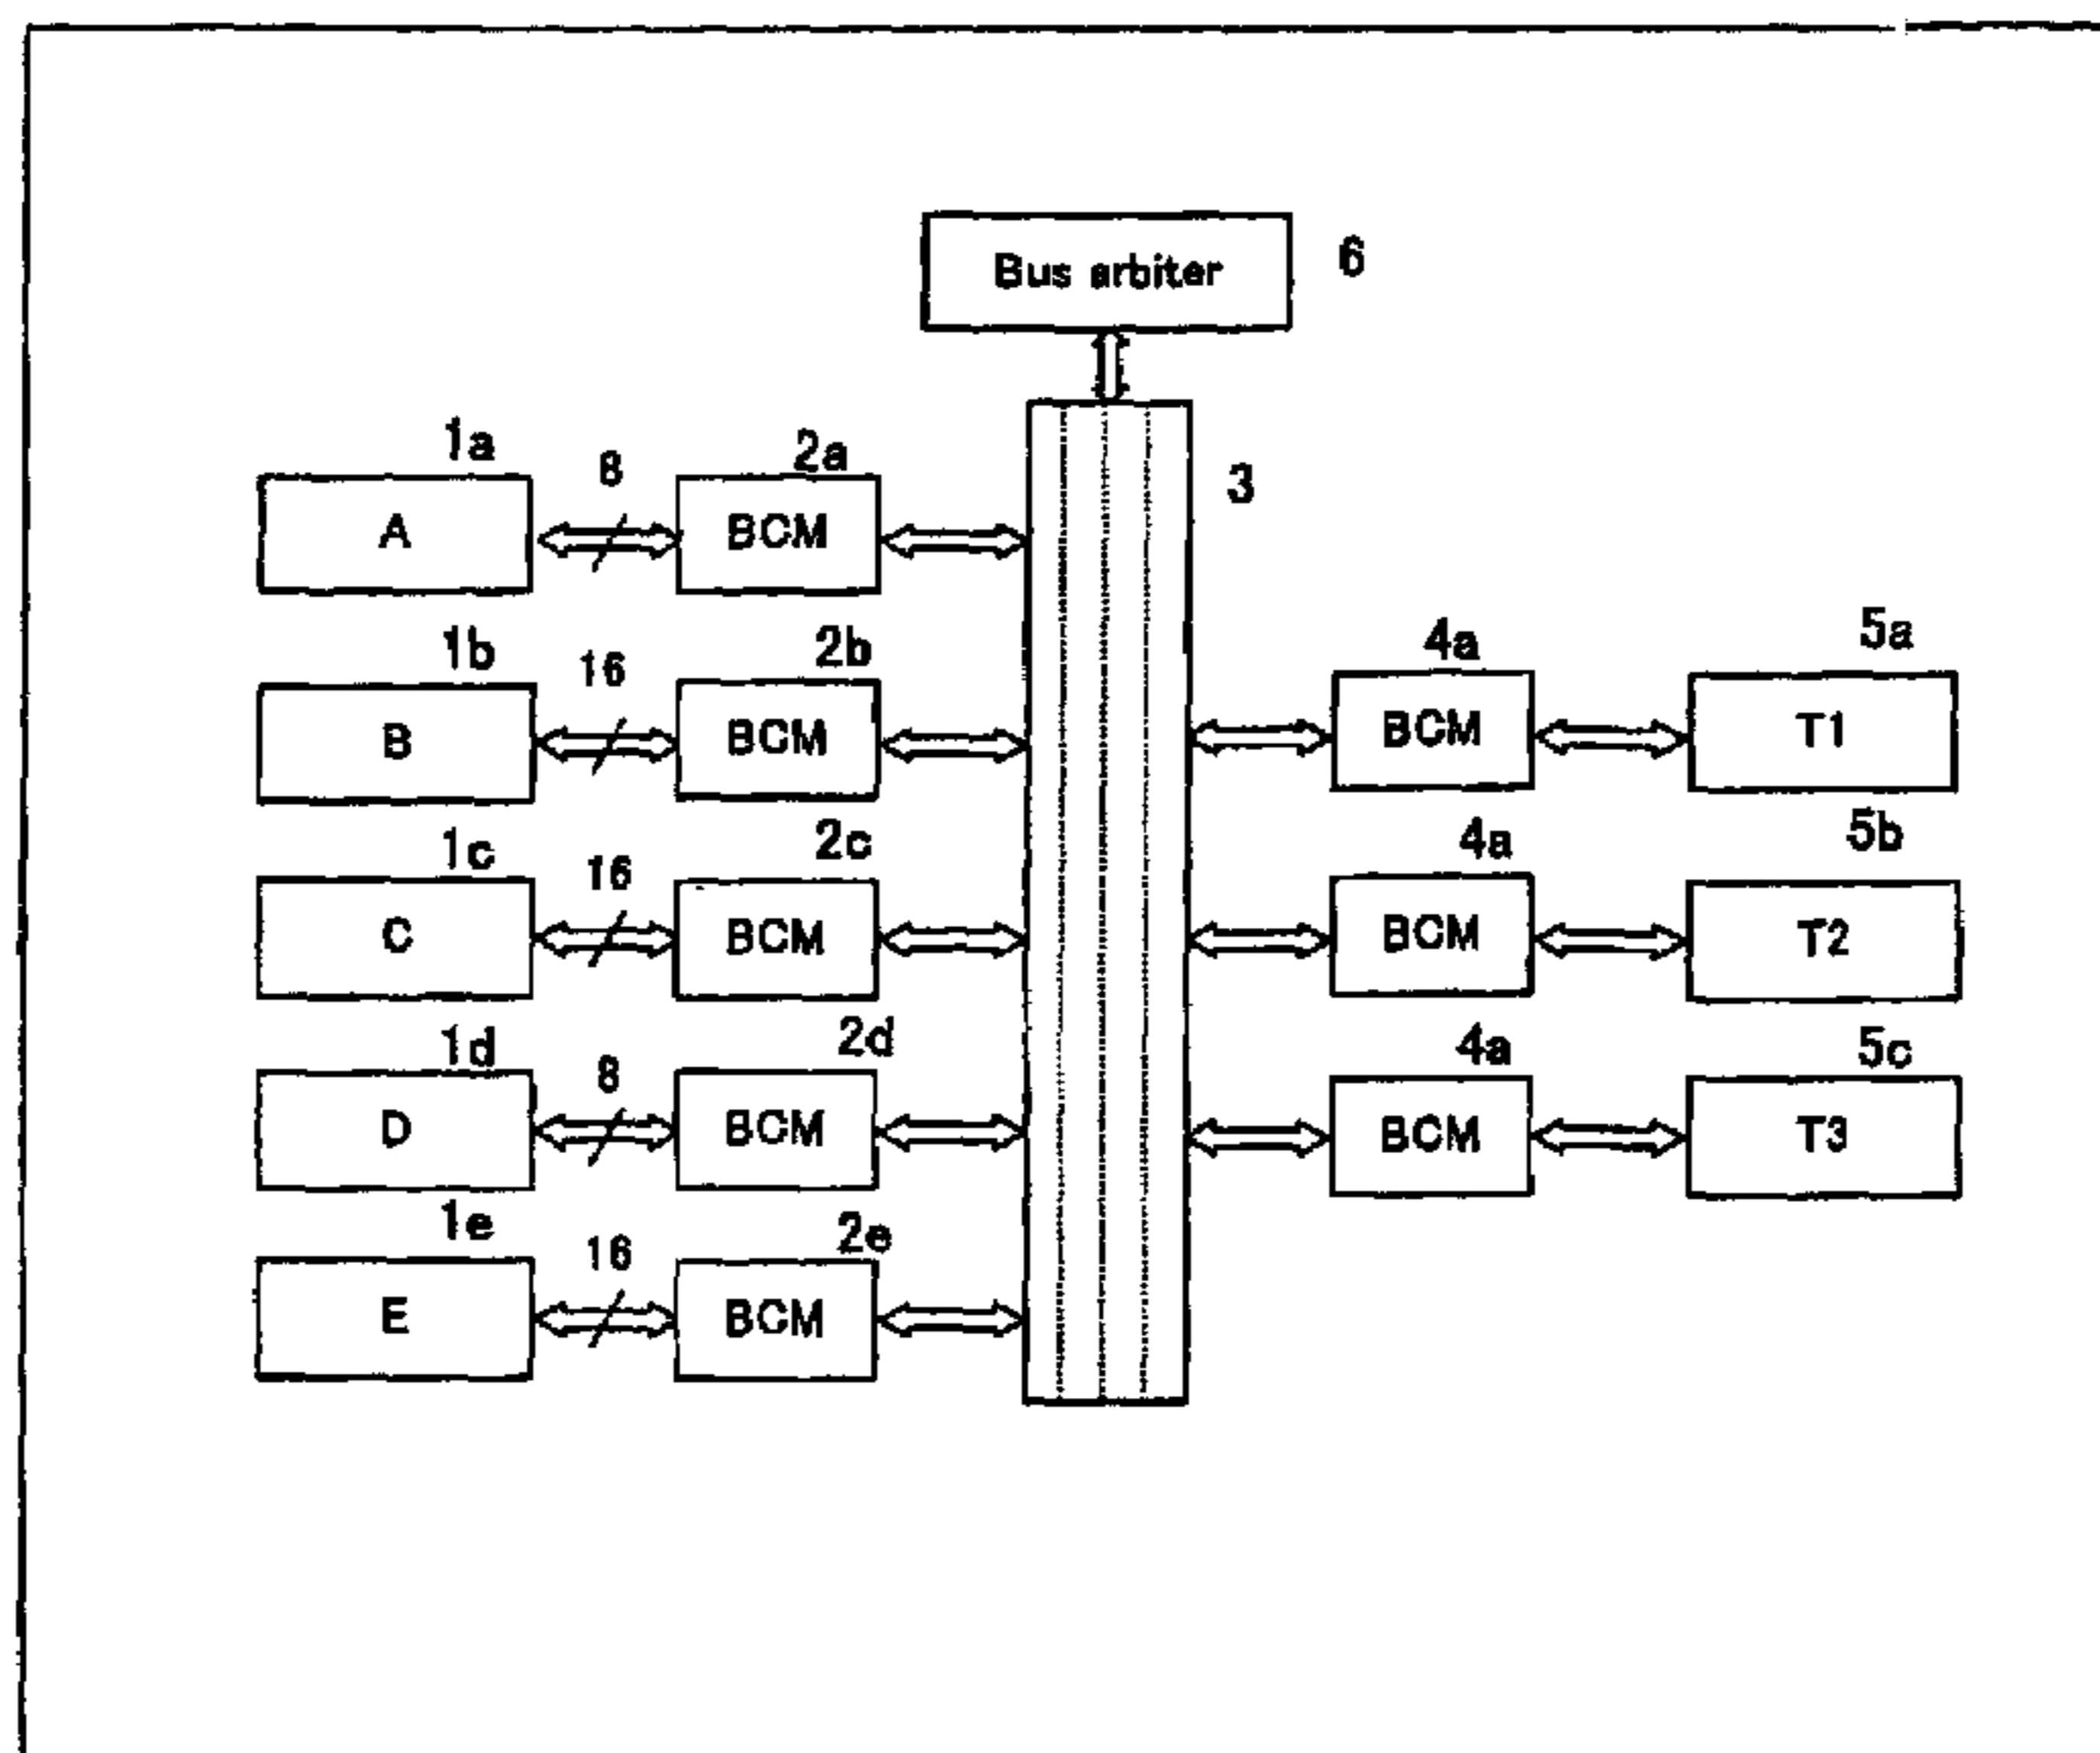 Bus arbiter 6
1a 8 2a 3
A BCM
1b 16 2b 4a 5a
B BCM BCM T1
1c 16 2c 4a 5b
C BCM BCM T2
1d 8 2d 4a 5c
D BCM BCM T3
1e 16 2e
E BCM